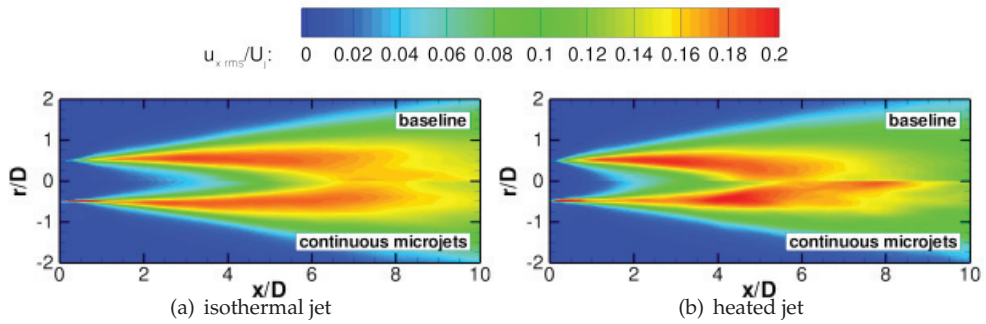 u_x rms/U_j: 0 0.02 0.04 0.06 0.08 0.1 0.12 0.14 0.16 0.18 0.2
2
1
0
-1
-2
r/D
baseline
continuous microjets
0 2 4 6 8 10
x/D
(a) isothermal jet
2
1
0
-1
-2
r/D
baseline
continuous microjets
0 2 4 6 8 10
x/D
(b) heated jet